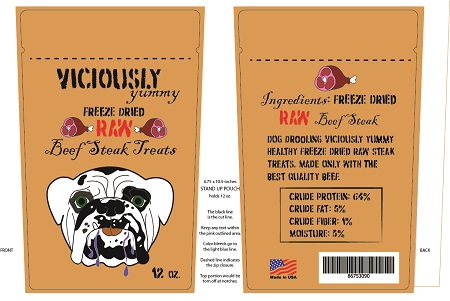 VICIOUSLY
yummy
FREEZE DRIED
RAW
Beef Steak Treats
12 oz.
FRONT
6.75 x 10.5 inches
STAND UP POUCH
holds 12 oz.
The black line
is the cut line.
Keep any text within
the pink outlined area.
Color bleeds go to
the light blue line.
Dashed line indicates
the zip closure.
Top portion would be
torn off at notches.
Ingredients: FREEZE DRIED
RAW Beef Steak
DOG DROOLING VICIOUSLY YUMMY
HEALTHY FREEZE DRIED RAW STEAK
TREATS. MADE ONLY WITH THE
BEST QUALITY BEEF.
CRUDE PROTEIN: 64%
CRUDE FAT: 5%
CRUDE FIBER: 1%
MOISTURE: 5%
Made in USA
86753090
BACK